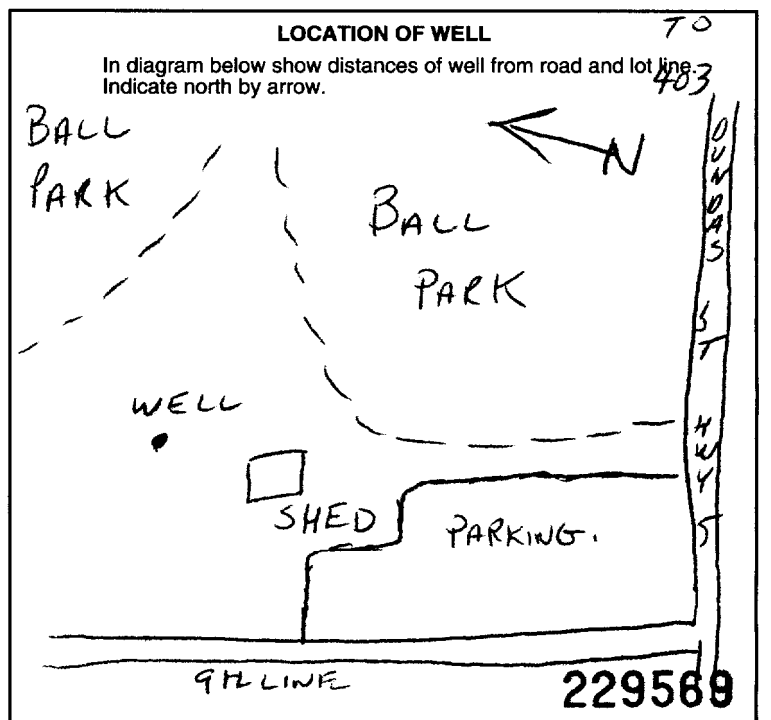 LOCATION OF WELL
In diagram below show distances of well from road and lot line.
Indicate north by arrow.
TO
403
BALL
PARK
N
BALL
PARK
DUNDAS ST HWY 5
WELL
SHED
PARKING.
9TH LINE
229569